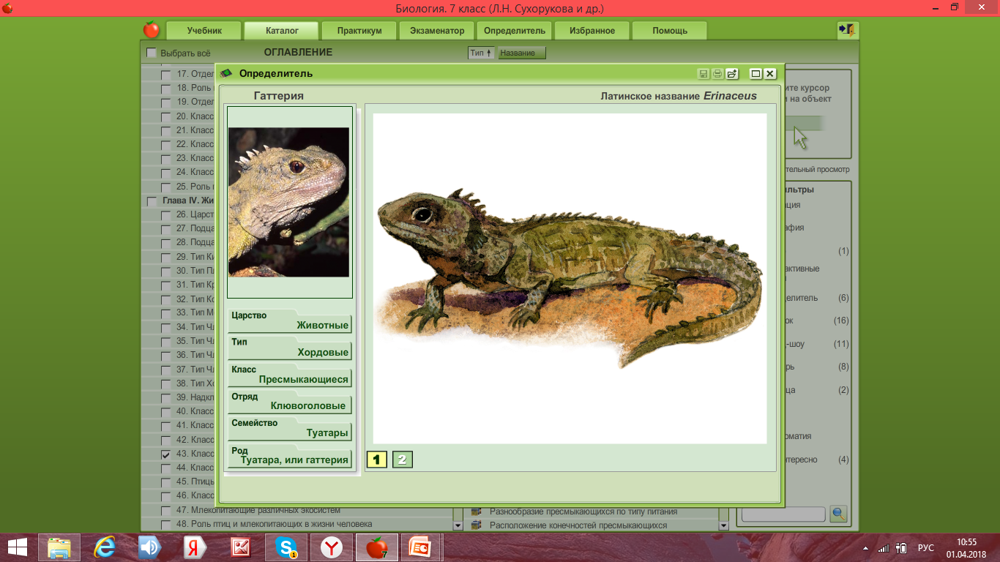 Биология. 7 класс (Л.Н. Сухорукова и др.)
Учебник
Каталог
Практикум
Экзаменатор
Определитель
Избранное
Помощь
Выбрать всё
ОГЛАВЛЕНИЕ
Тип
Название
17. Отдел
18. Роль
19. Отдел
20. Класс
21. Класс
22. Класс
23. Класс
24. Класс
25. Роль
Глава IV. Жи
26. Царст
27. Подца
28. Подца
29. Тип Ки
30. Тип Пл
31. Тип Кр
32. Тип Ко
33. Тип М
34. Тип Чл
35. Тип Чл
36. Тип Чл
37. Тип Чл
38. Тип Хо
39. Надкл
40. Класс
41. Класс
42. Класс
43. Класс
44. Класс
45. Птицы
46. Класс
47. Млекопитающие различных экосистем
48. Роль птиц и млекопитающих в жизни человека
Определитель
Гаттерия
Латинское название Erinaceus
Царство
Животные
Тип
Хордовые
Класс
Пресмыкающиеся
Отряд
Клювоголовые
Семейство
Туатары
Род
Туатара, или гаттерия
1
2
Разнообразие пресмыкающихся по типу питания
Расположение конечностей пресмыкающихся
ите курсор
на объект
тельный просмотр
льтры
ация
афия
(1)
активные
делитель (6)
ок (16)
-шоу (11)
рь (8)
ца (2)
оматия
тересно (4)
1
7
РУС
10:55
01.04.2018